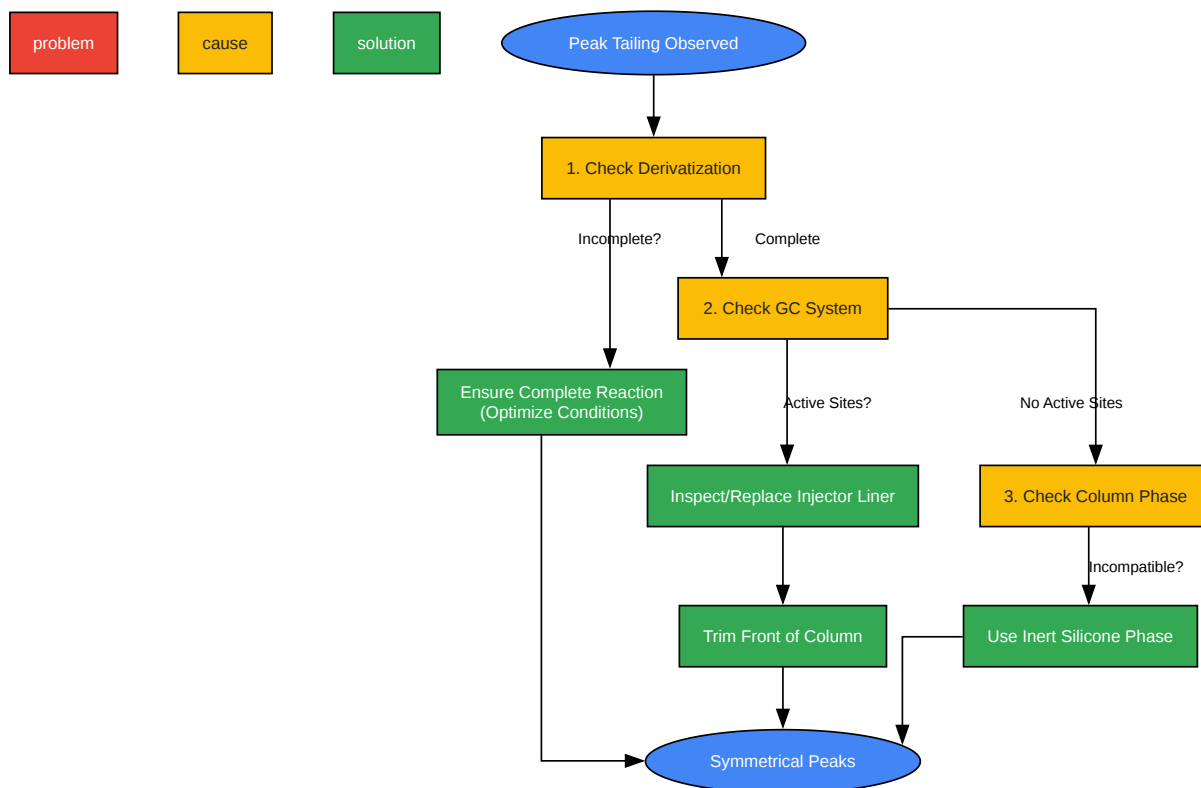 problem
cause
solution
Peak Tailing Observed
1. Check Derivatization
Incomplete?
Complete
2. Check GC System
Ensure Complete Reaction
(Optimize Conditions)
Active Sites?
No Active Sites
Inspect/Replace Injector Liner
3. Check Column Phase
Incompatible?
Trim Front of Column
Use Inert Silicone Phase
Symmetrical Peaks